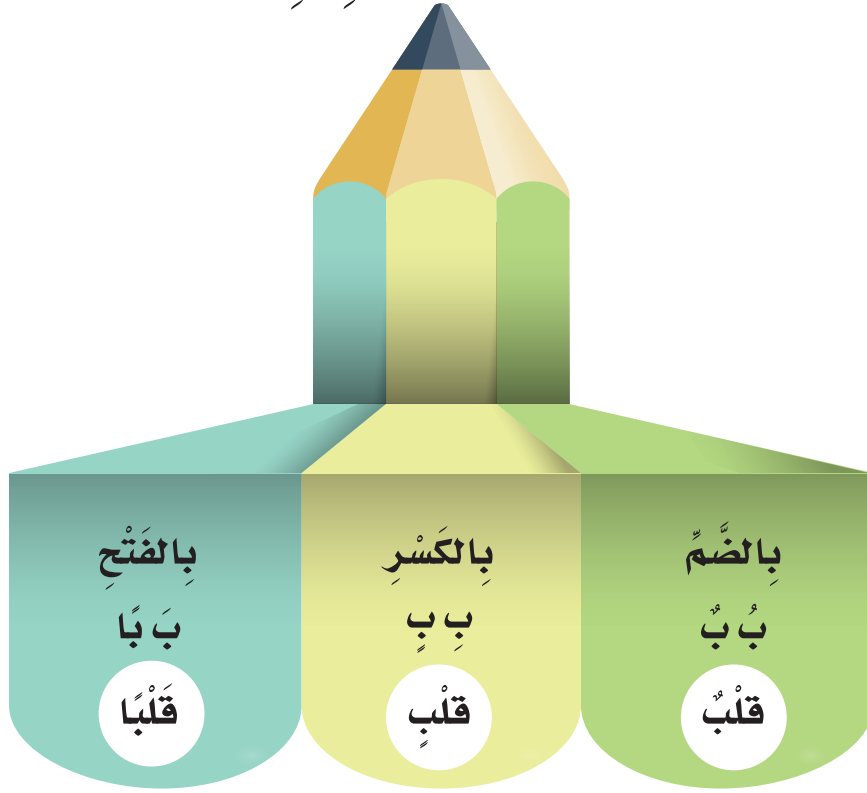 بِالضَّمِّ
بُ بٌ
قلْبٌ
بِالكَسْرِ
بِ بٍ
قلْبٍ
بِالفَتْحِ
بَ بًا
قَلْبًا